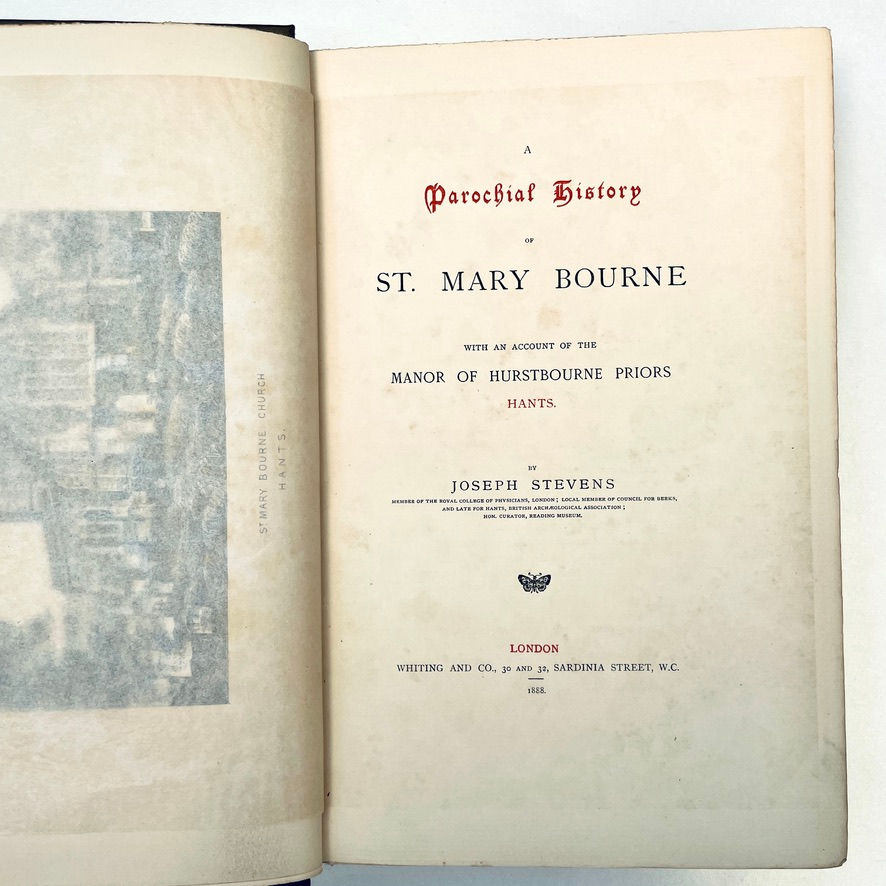 ST MARY BOURNE CHURCH
HANTS.
A
Parochial History
OF
ST. MARY BOURNE
WITH AN ACCOUNT OF THE
MANOR OF HURSTBOURNE PRIORS
HANTS.
BY
JOSEPH STEVENS
MEMBER OF THE ROYAL COLLEGE OF PHYSICIANS, LONDON; LOCAL MEMBER OF COUNCIL FOR BERKS,
AND LATE FOR HANTS, BRITISH ARCHÆOLOGICAL ASSOCIATION;
HON. CURATOR, READING MUSEUM.
LONDON
WHITING AND CO., 30 AND 32, SARDINIA STREET, W.C.
1888.